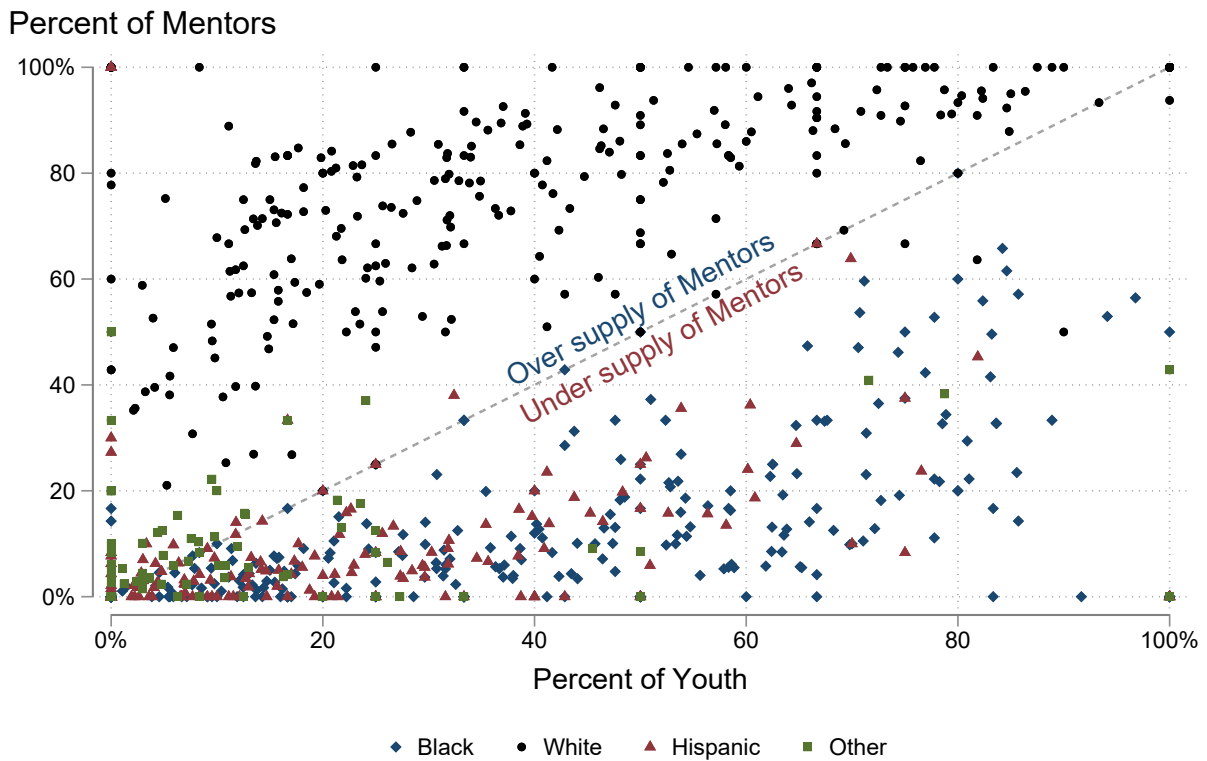 Percent of Mentors
100%
80
60
40
20
0%
Over supply of Mentors
Under supply of Mentors
0% 20 40 60 80 100%
Percent of Youth
Black White Hispanic Other